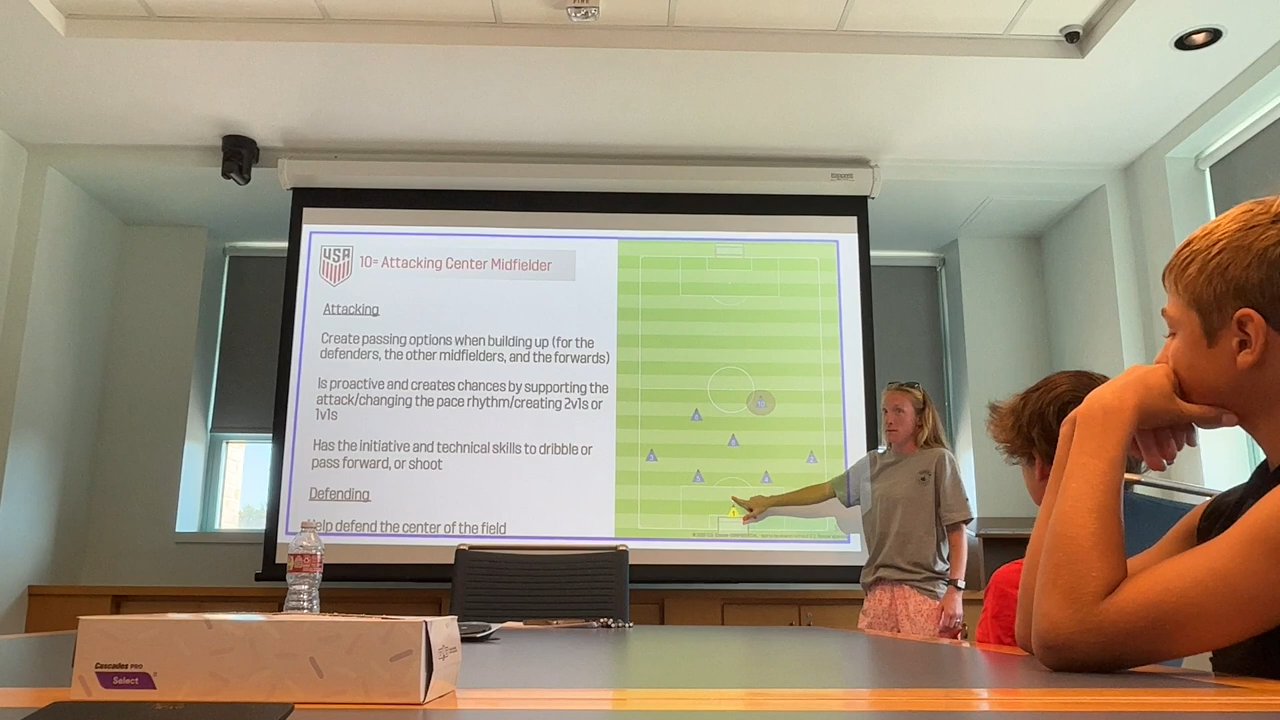 FIRE
USA
10= Attacking Center Midfielder
Attacking
Create passing options when building up (for the
defenders, the other midfielders, and the forwards)
Is proactive and creates chances by supporting the
attack/changing the pace rhythm/creating 2v1s or
1v1s
Has the initiative and technical skills to dribble or
pass forward, or shoot
Defending
Help defend the center of the field
10
Cascades PRO
Select